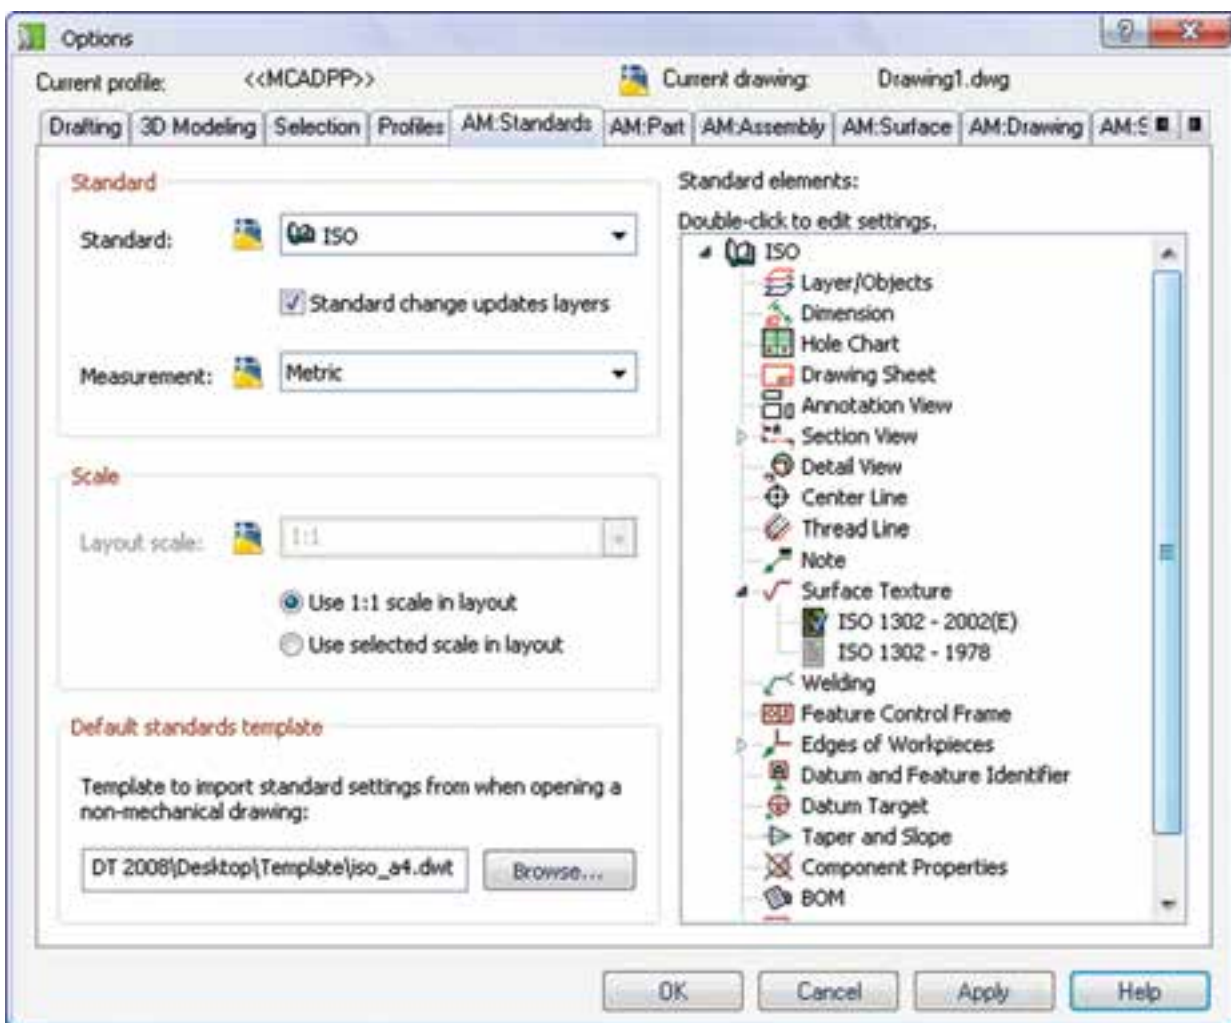 Options
Current profile: <<MCADPP>> Current drawing: Drawing1.dwg
Drafting 3D Modeling Selection Profiles AM:Standards AM:Part AM:Assembly AM:Surface AM:Drawing AM:S
Standard
Standard: ISO
Standard change updates layers
Measurement: Metric
Scale
Layout scale: 1:1
Use 1:1 scale in layout
Use selected scale in layout
Default standards template
Template to import standard settings from when opening a
non-mechanical drawing:
DT 2008\Desktop\Template\iso_a4.dwt Browse...
Standard elements:
Double-click to edit settings.
ISO
Layer/Objects
Dimension
Hole Chart
Drawing Sheet
Annotation View
Section View
Detail View
Center Line
Thread Line
Note
Surface Texture
ISO 1302 - 2002(E)
ISO 1302 - 1978
Welding
Feature Control Frame
Edges of Workpieces
Datum and Feature Identifier
Datum Target
Taper and Slope
Component Properties
BOM
OK Cancel Apply Help